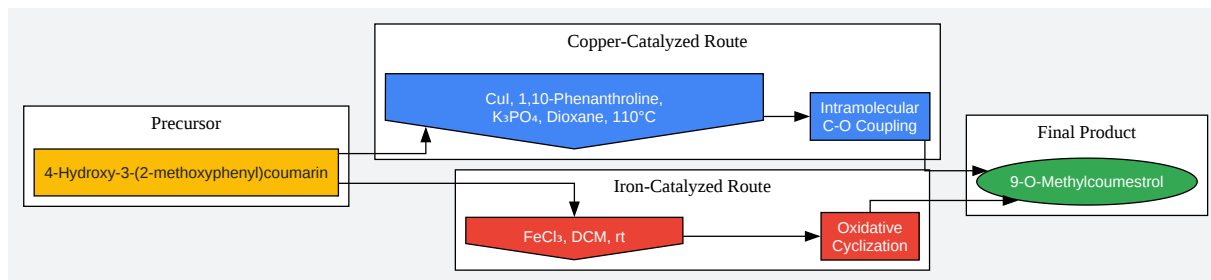 Copper-Catalyzed Route
CuI, 1,10-Phenanthroline,
K₃PO₄, Dioxane, 110°C
Intramolecular
C-O Coupling
Precursor
4-Hydroxy-3-(2-methoxyphenyl)coumarin
Final Product
9-O-Methylcoumestrol
Iron-Catalyzed Route
FeCl₃, DCM, rt
Oxidative
Cyclization